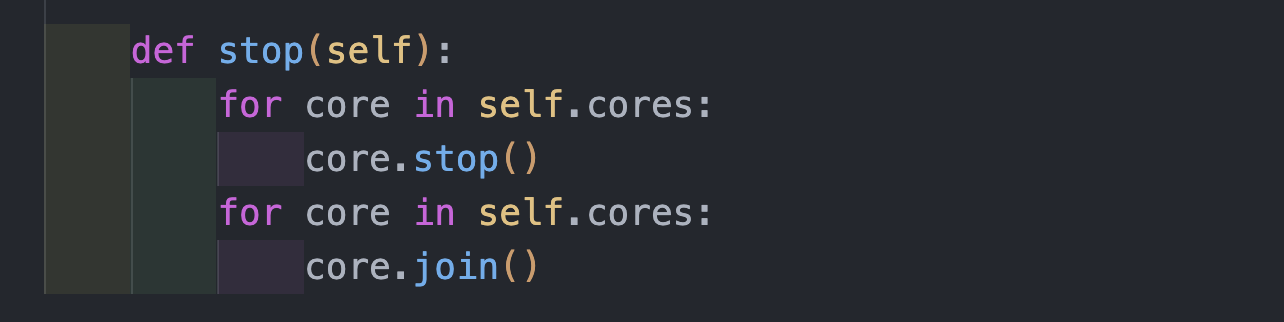 def stop(self):
for core in self.cores:
core.stop()
for core in self.cores:
core.join()